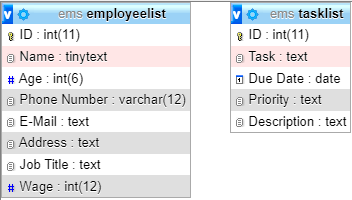 ems employeelist
ID : int(11)
Name : tinytext
Age : int(6)
Phone Number : varchar(12)
E-Mail : text
Address : text
Job Title : text
Wage : int(12)
ems tasklist
ID : int(11)
Task : text
Due Date : date
Priority : text
Description : text